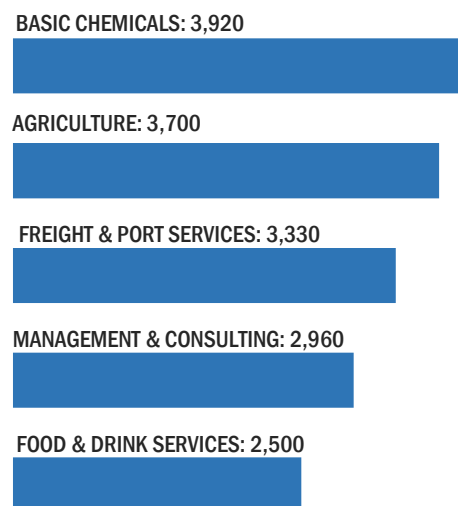 BASIC CHEMICALS: 3,920
AGRICULTURE: 3,700
FREIGHT & PORT SERVICES: 3,330
MANAGEMENT & CONSULTING: 2,960
FOOD & DRINK SERVICES: 2,500